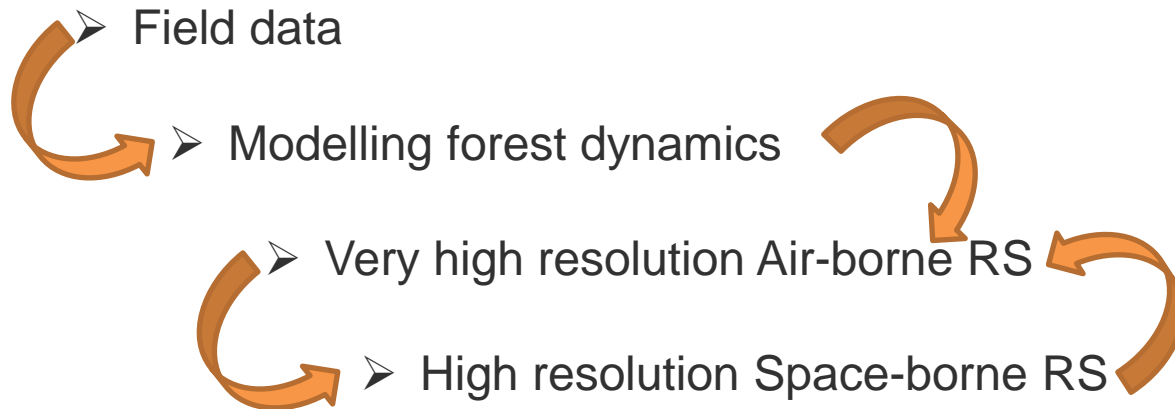 ➢ Field data
➢ Modelling forest dynamics
➢ Very high resolution Air-borne RS
➢ High resolution Space-borne RS